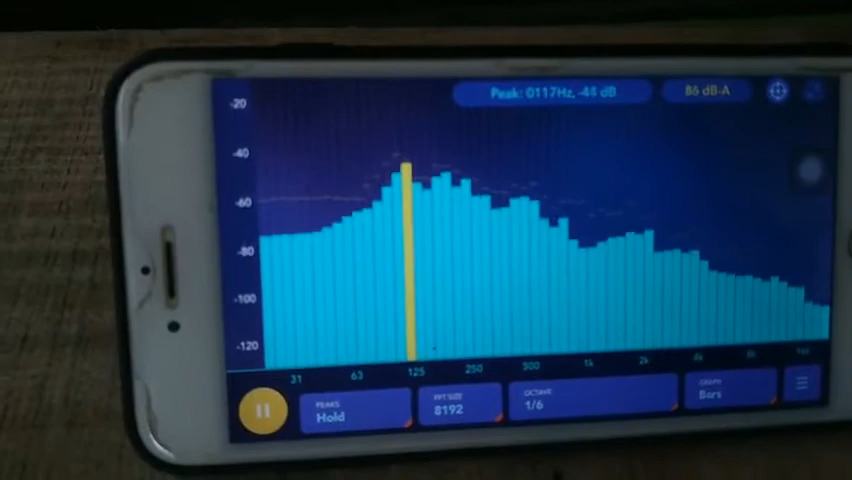 Peak: 0117Hz, -44 dB
86 dB-A
-20
-40
-60
-80
-100
-120
31 63 125 250 500 1k 2k 4k 8k 16k
PEAKS
Hold
FFT SIZE
8192
OCTAVE
1/6
GRAPH
Bars